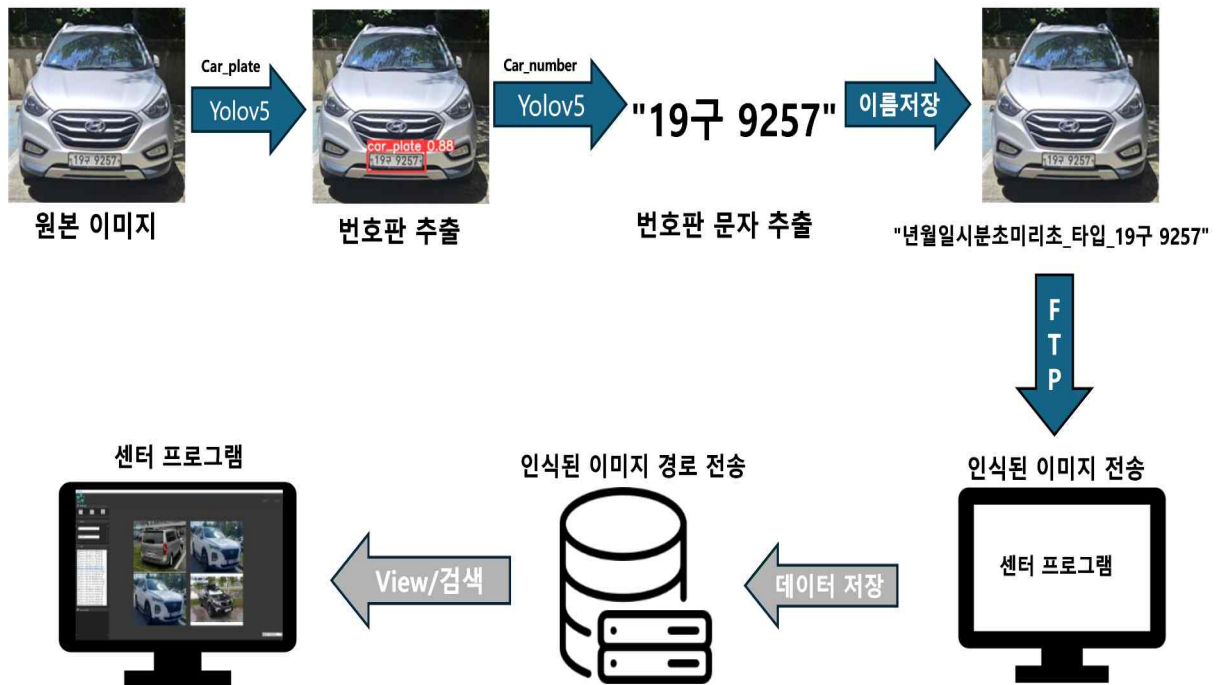 Car_plate
Yolov5
Car_number
Yolov5
"19구 9257"
이름저장
19구 9257
car_plate 0.88
19구 9257
19구 9257
원본 이미지
번호판 추출
번호판 문자 추출
"년월일시분초미리초_타입_19구 9257"
F
T
P
센터 프로그램
인식된 이미지 경로 전송
인식된 이미지 전송
View/검색
데이터 저장
센터 프로그램